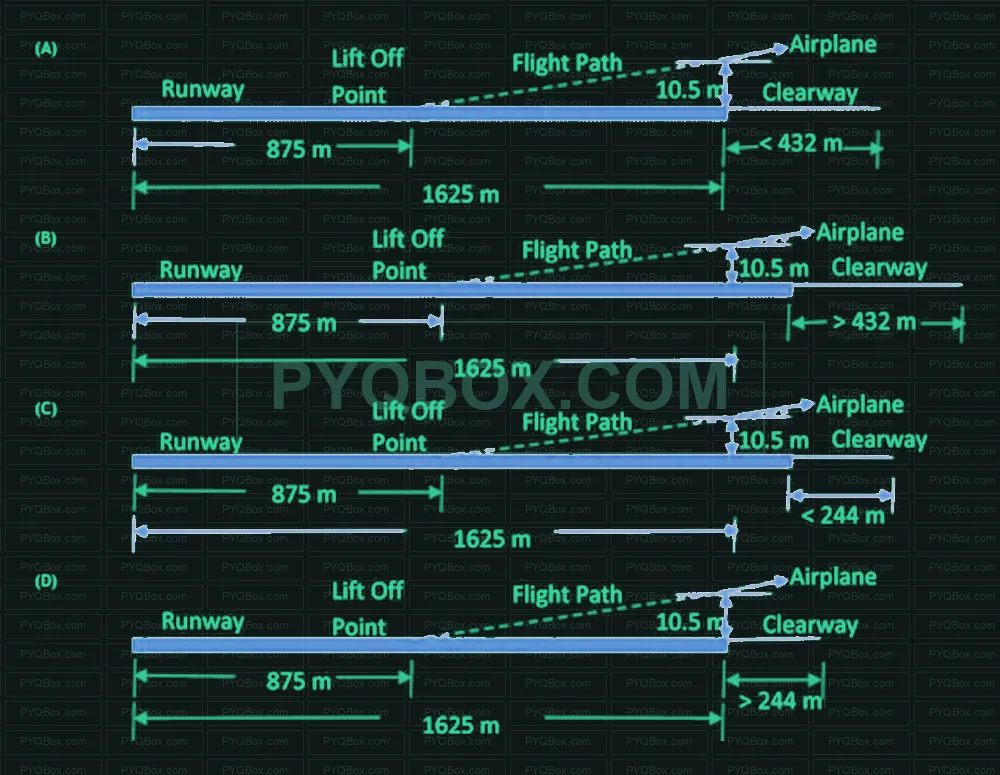 (A)
Lift Off
Point
Runway
Flight Path
Airplane
10.5 m
Clearway
875 m
< 432 m
1625 m
(B)
Lift Off
Point
Runway
Flight Path
Airplane
10.5 m
Clearway
875 m
> 432 m
1625 m
PYQBOX.COM
(C)
Lift Off
Point
Runway
Flight Path
Airplane
10.5 m
Clearway
875 m
< 244 m
1625 m
(D)
Lift Off
Point
Runway
Flight Path
Airplane
10.5 m
Clearway
875 m
> 244 m
1625 m
PYQBox.com